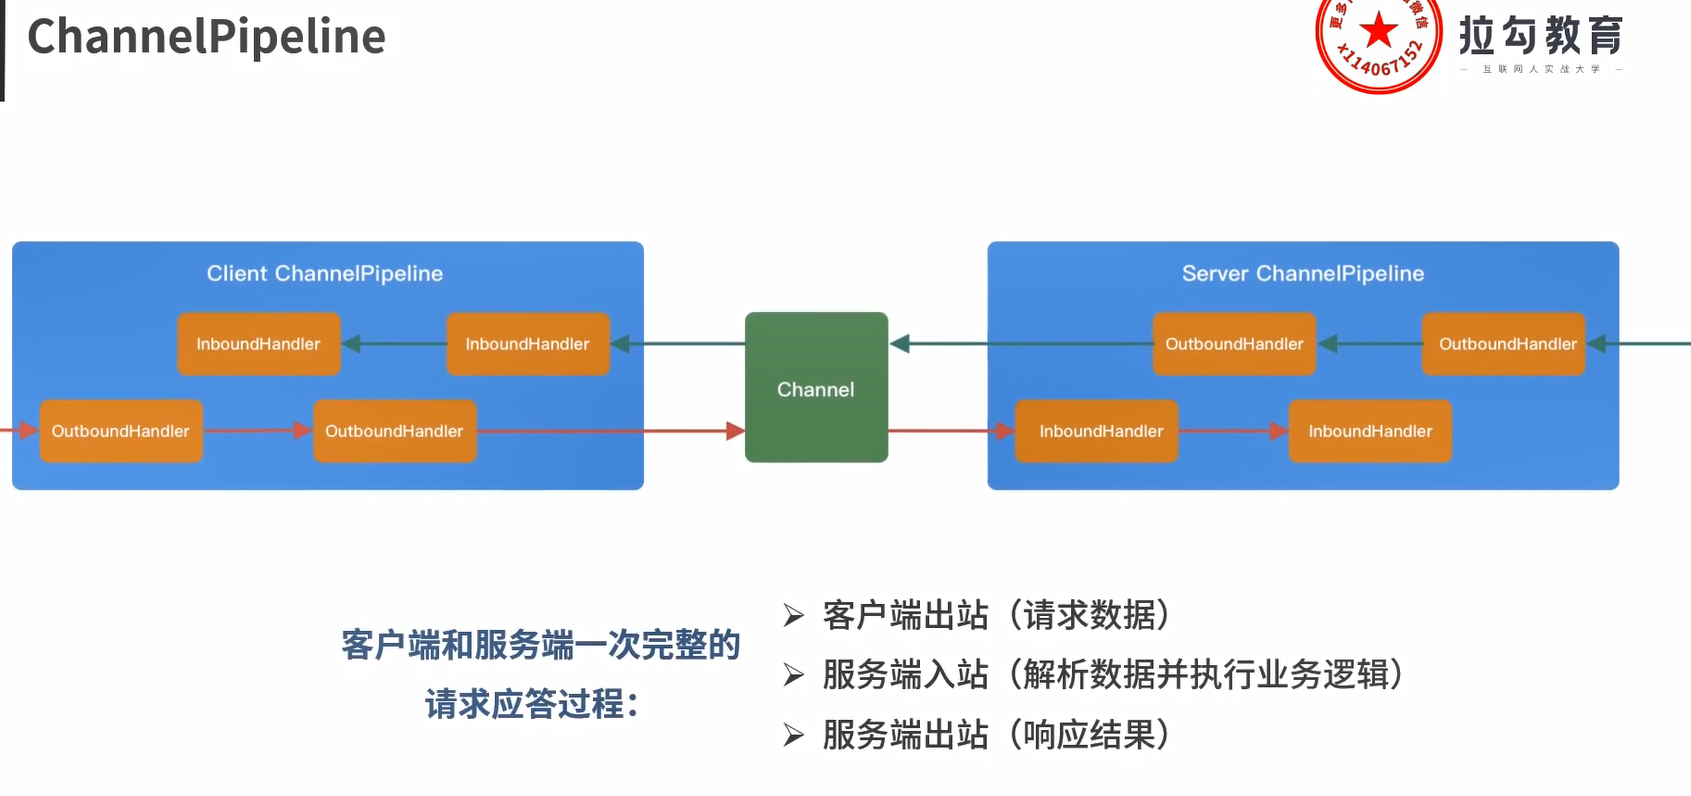 ChannelPipeline
更多
微信
x114067152
拉勾教育
— 互联网人实战大学 —
Client ChannelPipeline
InboundHandler
InboundHandler
OutboundHandler
OutboundHandler
Channel
Server ChannelPipeline
OutboundHandler
OutboundHandler
InboundHandler
InboundHandler
客户端和服务端一次完整的
请求应答过程：
➢ 客户端出站（请求数据）
➢ 服务端入站（解析数据并执行业务逻辑）
➢ 服务端出站（响应结果）